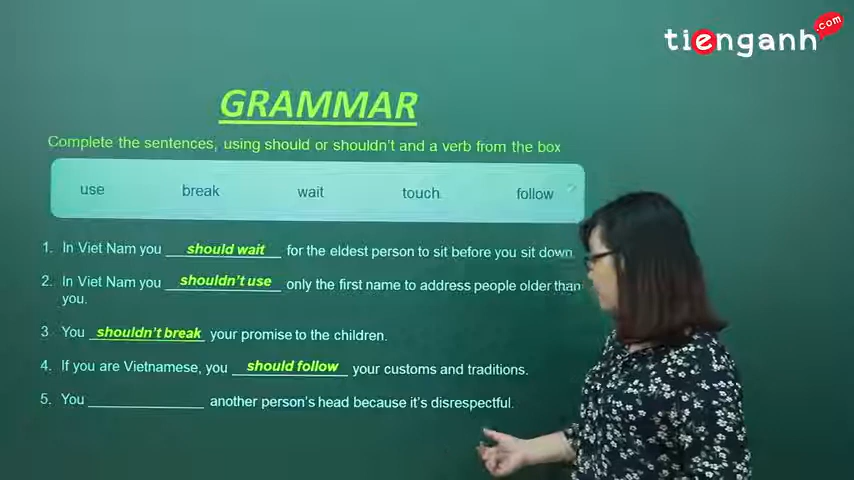 tienganh
.com
GRAMMAR
Complete the sentences, using should or shouldn't and a verb from the box
use break wait touch follow
1. In Viet Nam you should wait for the eldest person to sit before you sit down
2. In Viet Nam you shouldn't use only the first name to address people older than
you.
3 You shouldn't break your promise to the children.
4. If you are Vietnamese, you should follow your customs and traditions.
5. You ____________ another person's head because it's disrespectful.